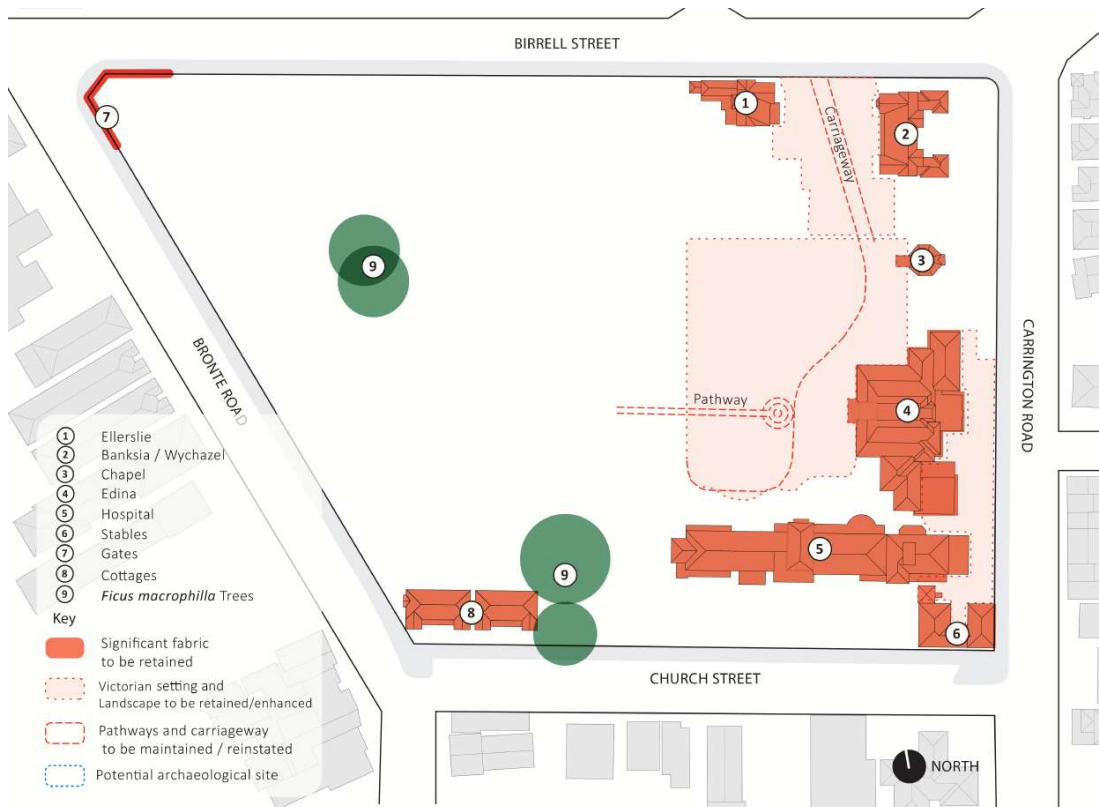 BIRRELL STREET
7
1
2
Carriageway
9
3
CARRINGTON ROAD
BRONTE ROAD
Pathway
4
5
9
8
6
CHURCH STREET
1 Ellerslie
2 Banksia / Wychazel
3 Chapel
4 Edina
5 Hospital
6 Stables
7 Gates
8 Cottages
9 Ficus macrophilla Trees
Key
Significant fabric
to be retained
Victorian setting and
Landscape to be retained/enhanced
Pathways and carriageway
to be maintained / reinstated
Potential archaeological site
NORTH